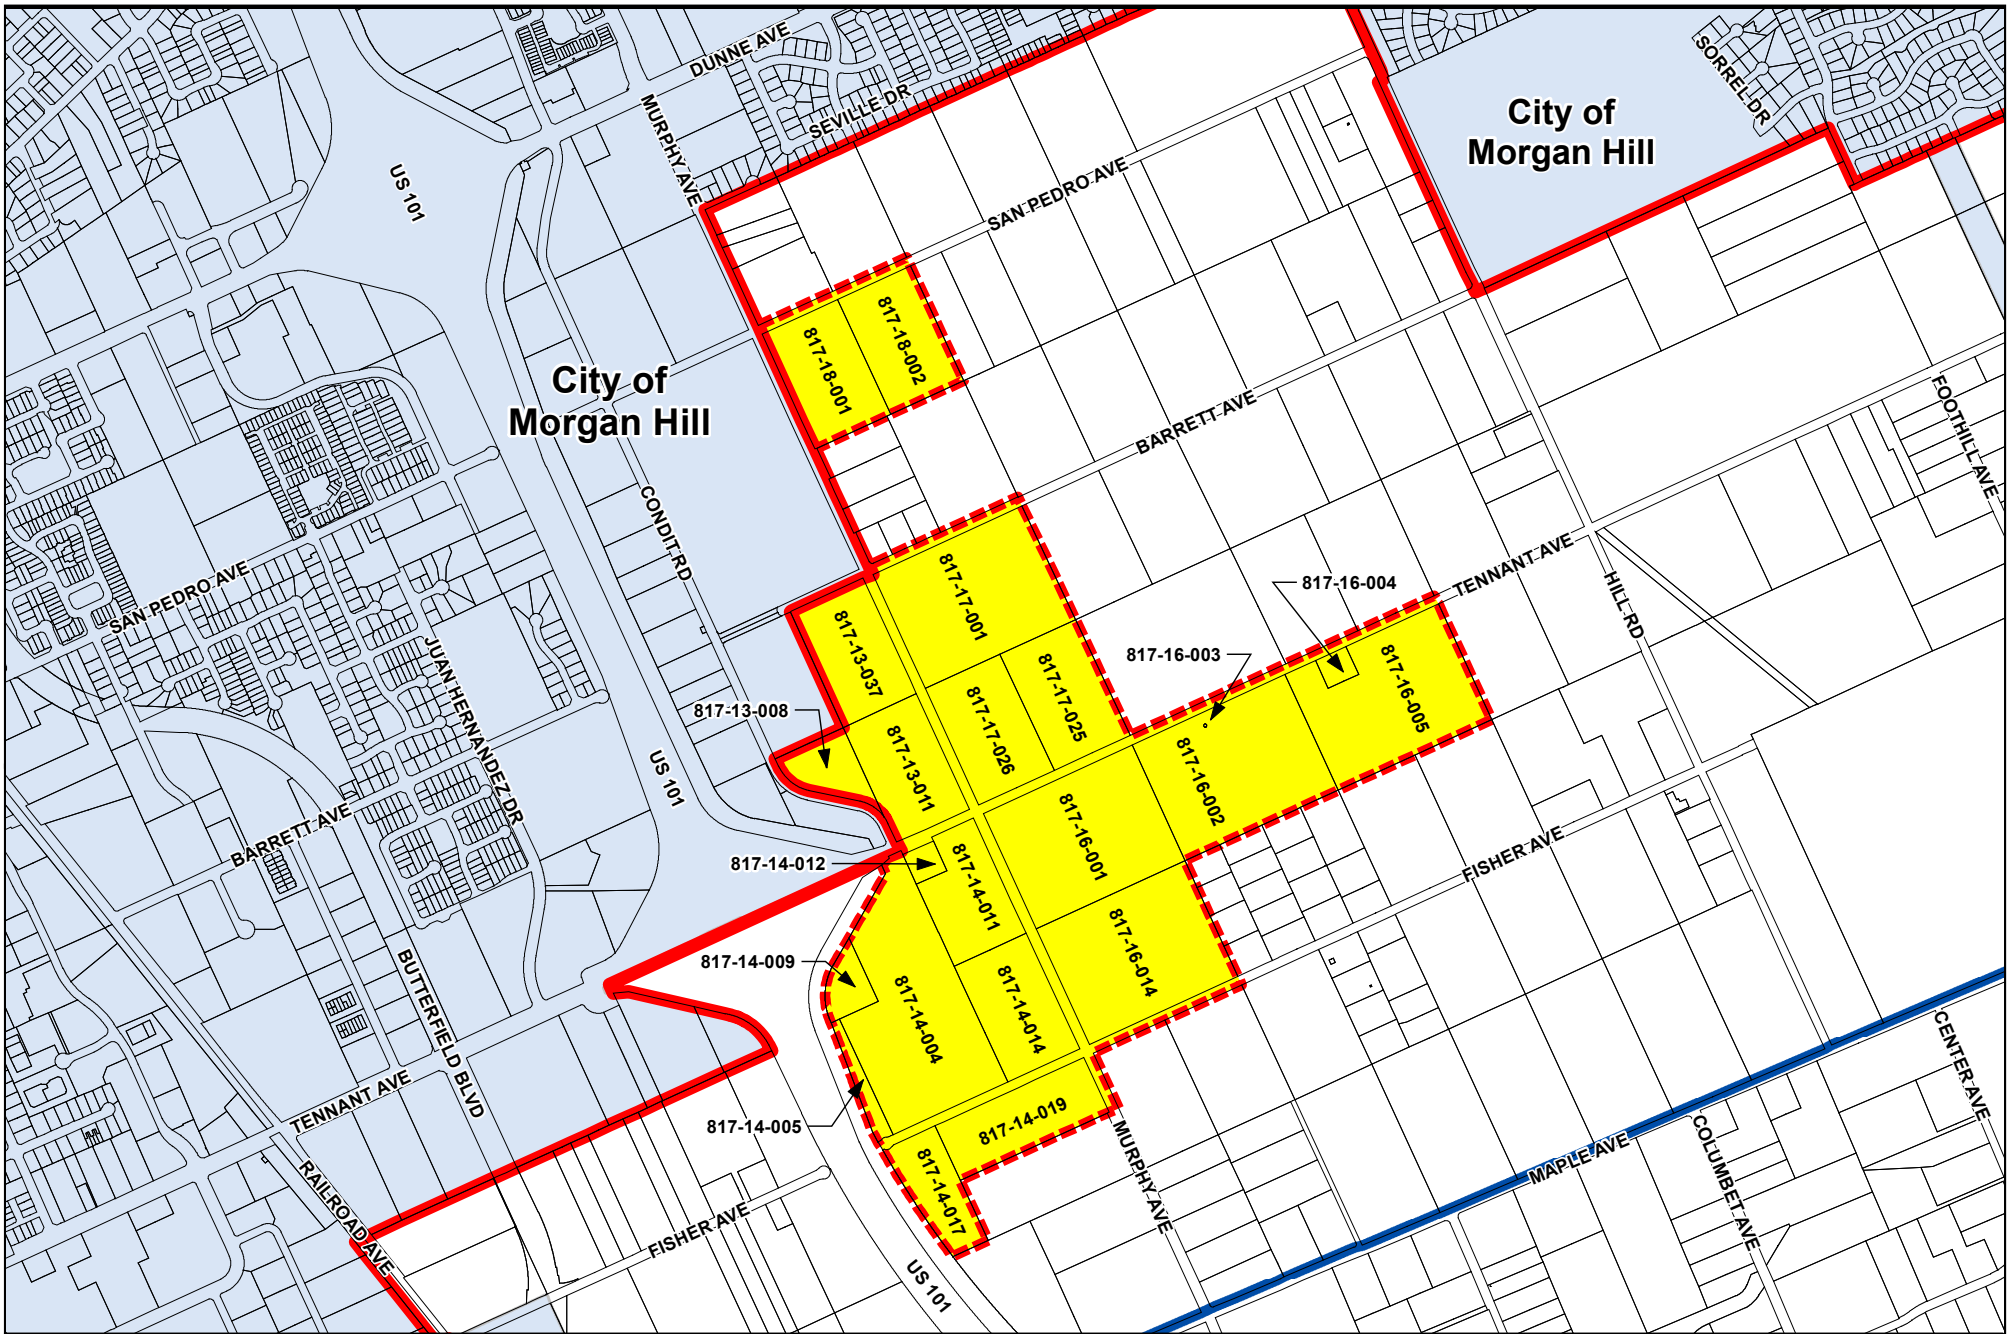 DUNNE AVE
SORREL DR
MURPHY AVE
SEVILLE DR
City of
Morgan Hill
US 101
SAN PEDRO AVE
817-18-002
817-18-001
City of
Morgan Hill
FOOTHILL AVE
BARRETT AVE
CONDIT RD
TENNANT AVE
HILL RD
SAN PEDRO AVE
817-17-001
817-16-004
817-13-037
817-16-003
817-17-025
817-16-005
JUAN HERNANDEZ DR
817-13-008
817-17-026
817-13-011
US 101
817-16-002
BARRETT AVE
817-16-001
FISHER AVE
817-14-012
817-14-011
817-14-009
817-16-014
817-14-004
817-14-014
BUTTERFIELD BLVD
CENTER AVE
TENNANT AVE
817-14-005
817-14-019
MURPHY AVE
MAPLE AVE
COLUMBET AVE
RAILROAD AVE
817-14-017
FISHER AVE
US 101